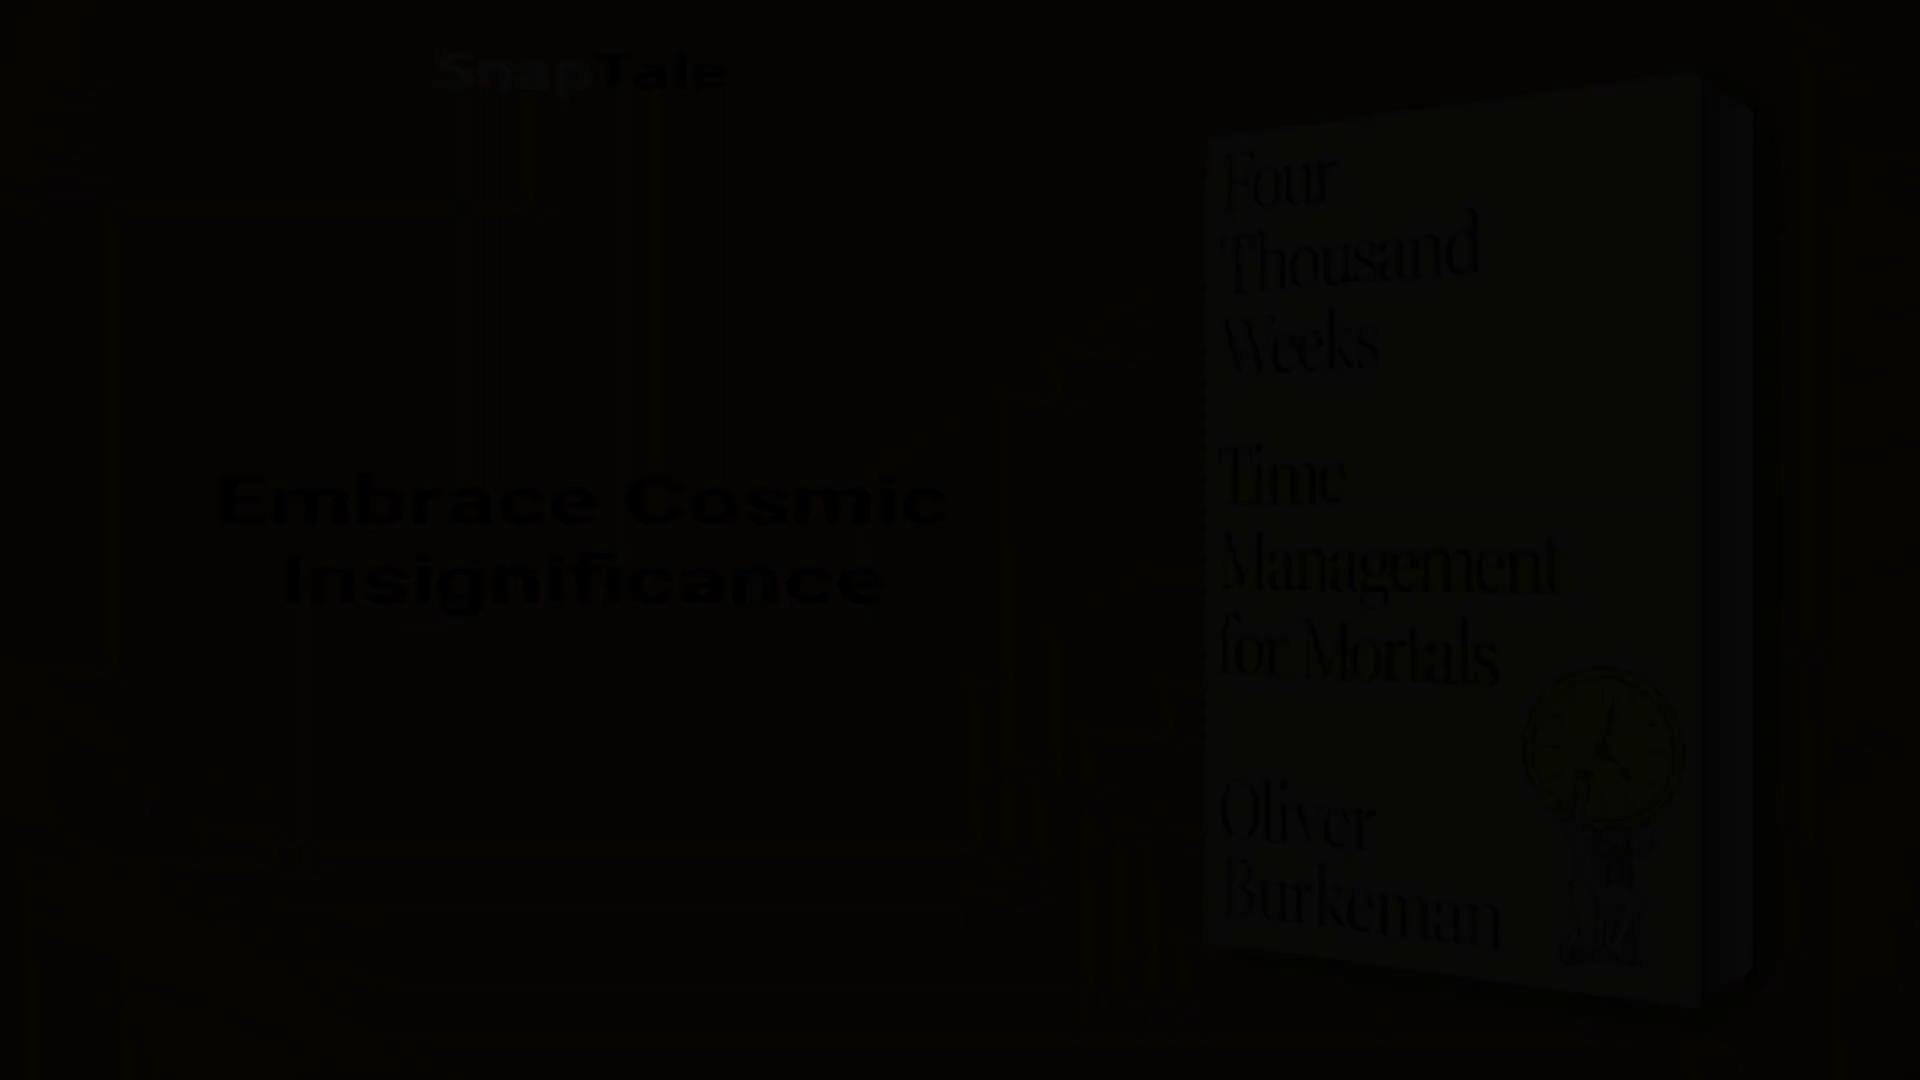 SnapTale
Embrace Cosmic
Insignificance
Four
Thousand
Weeks
Time
Management
for Mortals
Oliver
Burkeman